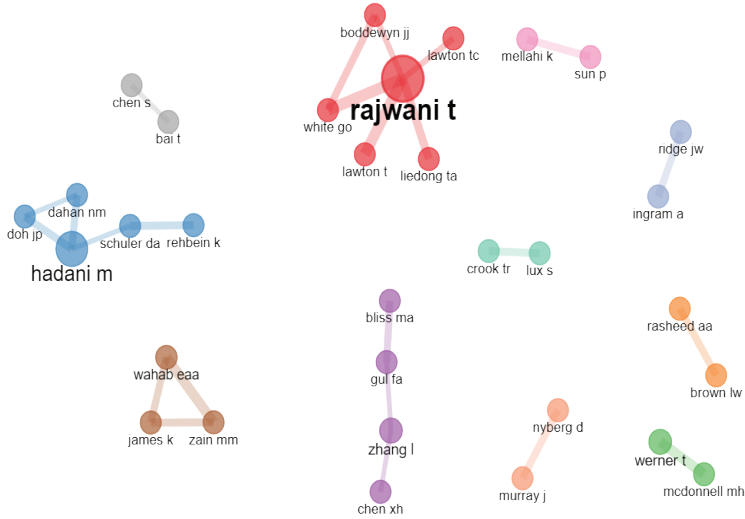 boddewyn jj
lawton tc
mellahi k
sun p
chen s
rajwani t
white go
bai t
ridge jw
lawton t
liedong ta
dahan nm
ingram a
doh jp
schuler da
rehbein k
hadani m
crook tr
lux s
bliss ma
rasheed aa
wahab eaa
gul fa
brown lw
james k
zain mm
zhang l
nyberg d
werner t
murray j
mcdonnell mh
chen xh